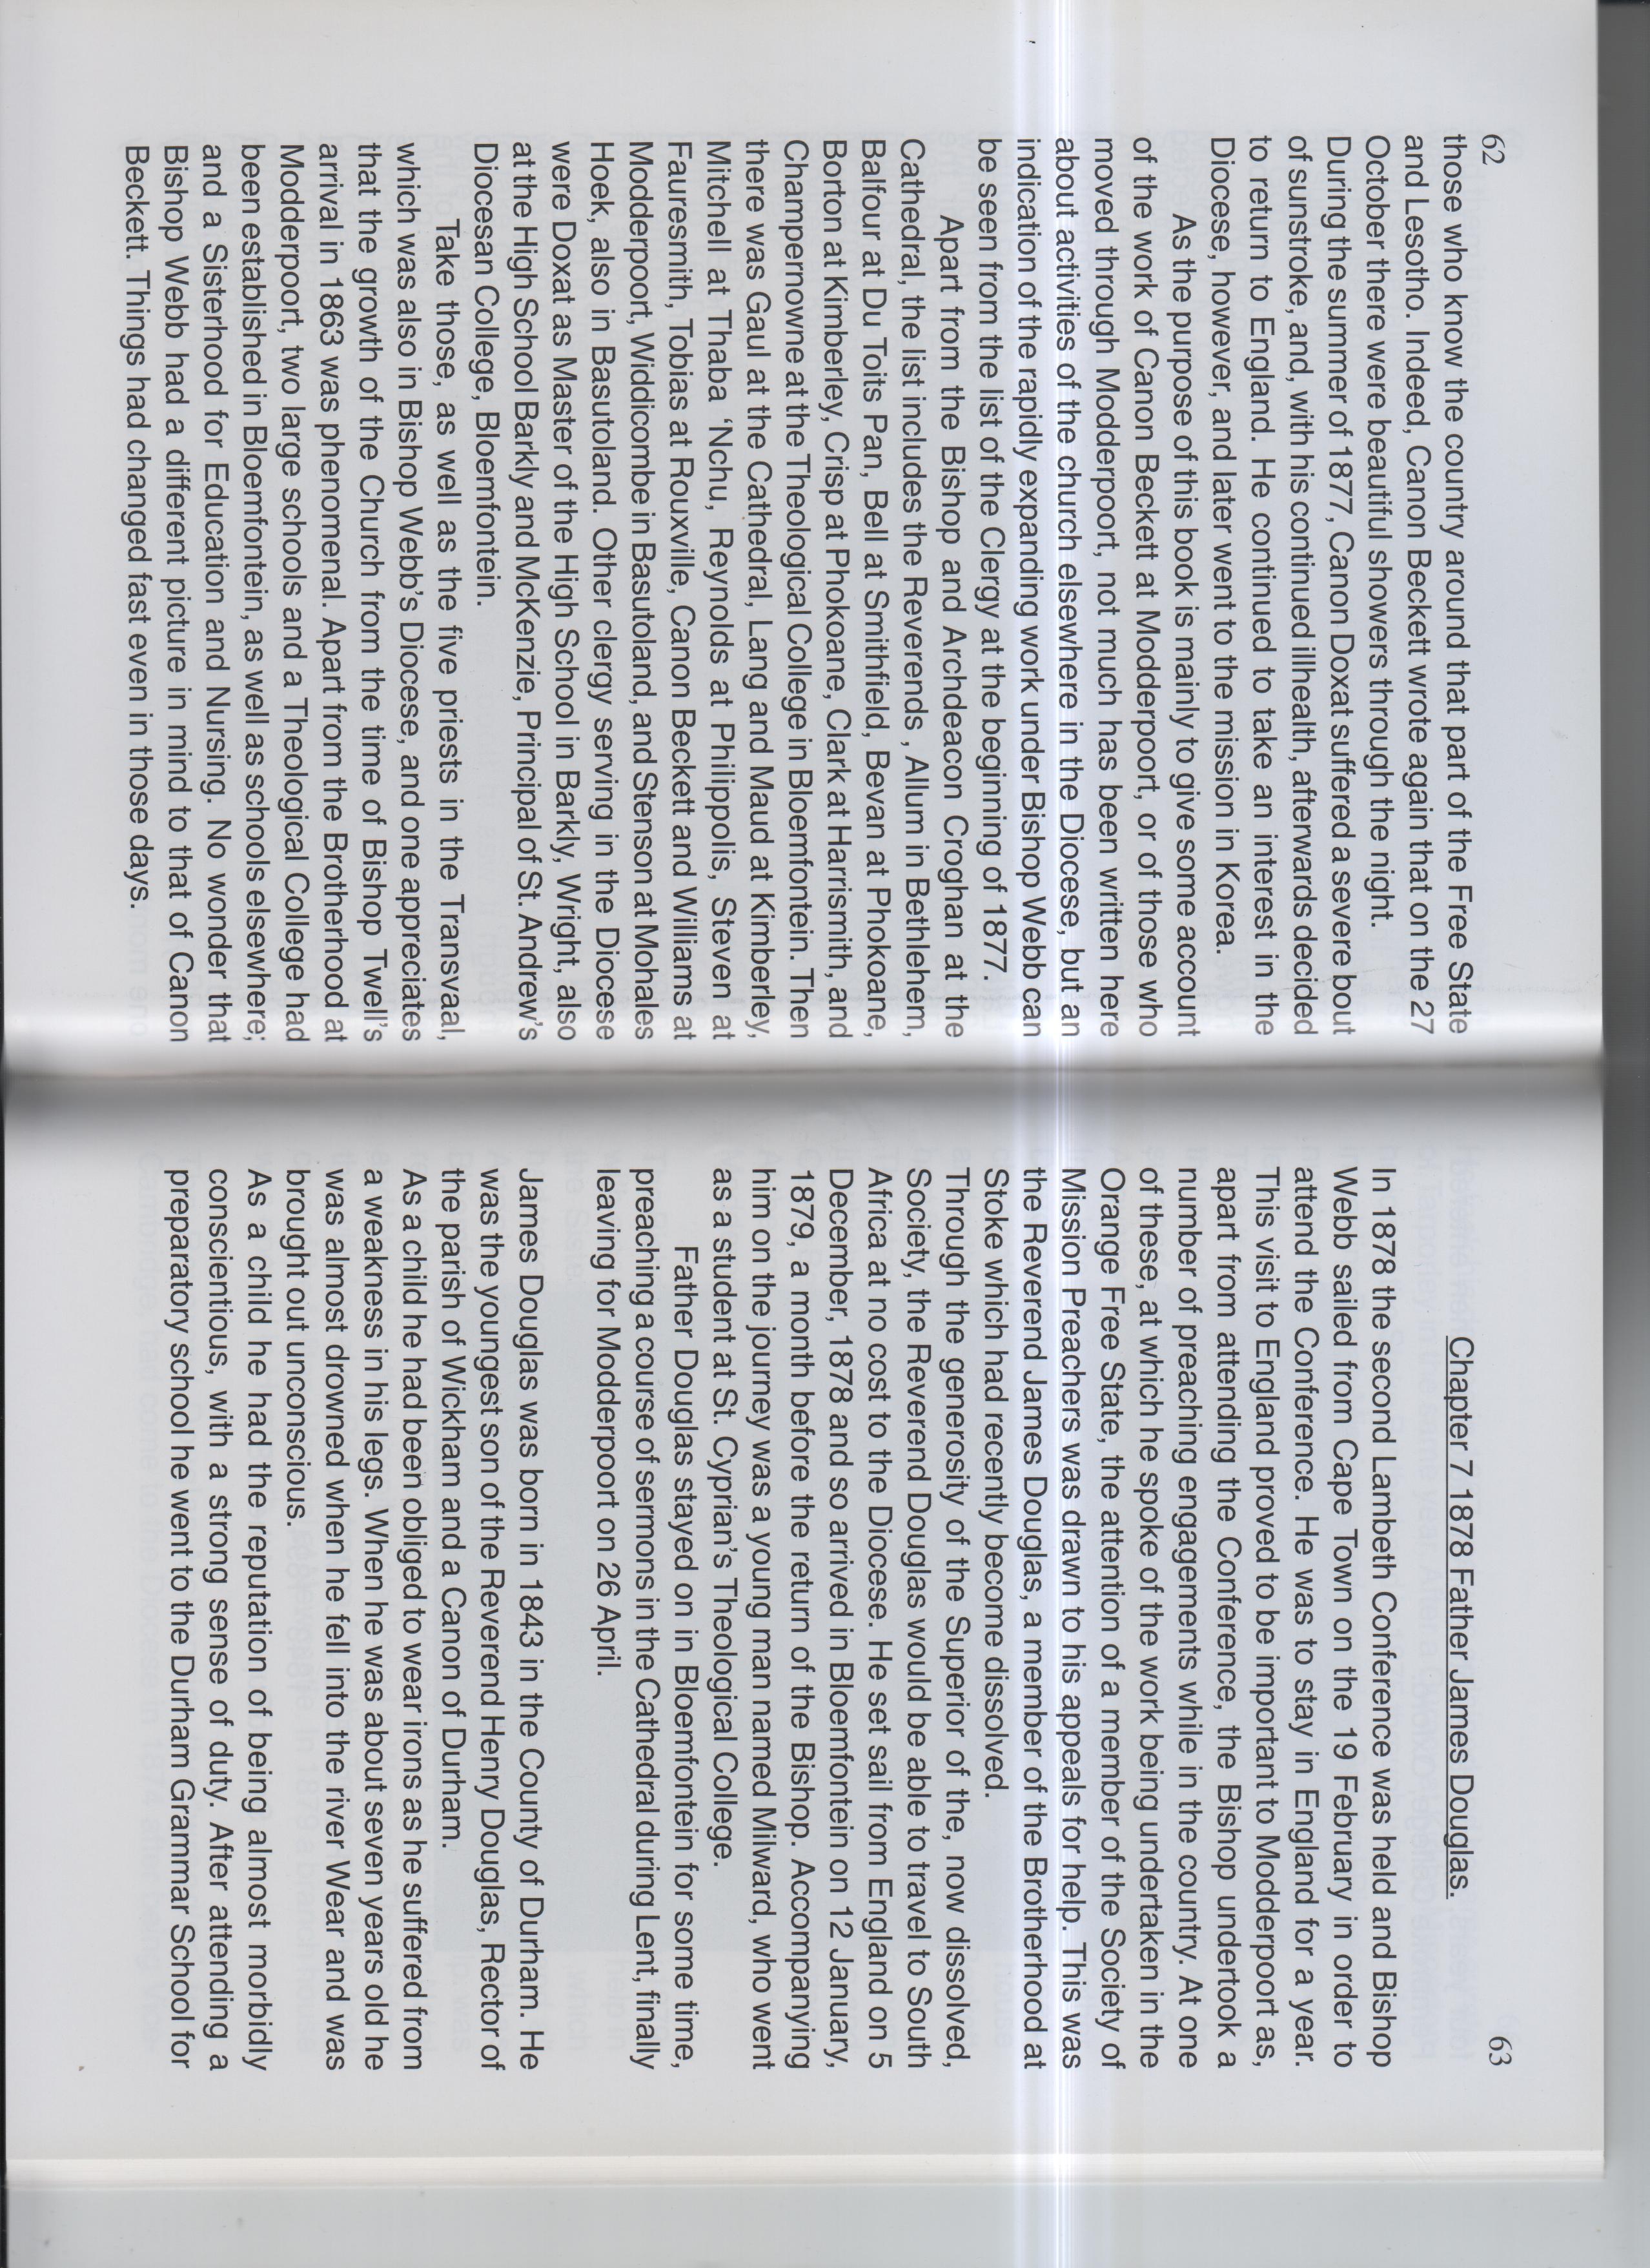 62
those who know the country around that part of the Free State
and Lesotho. Indeed, Canon Beckett wrote again that on the 27
October there were beautiful showers through the night.
During the summer of 1877, Canon Doxat suffered a severe bout
of sunstroke, and, with his continued illhealth, afterwards decided
to return to England. He continued to take an interest in the
Diocese, however, and later went to the mission in Korea.
As the purpose of this book is mainly to give some account
of the work of Canon Beckett at Modderpoort, or of those who
moved through Modderpoort, not much has been written here
about activities of the church elsewhere in the Diocese, but an
indication of the rapidly expanding work under Bishop Webb can
be seen from the list of the Clergy at the beginning of 1877.
Apart from the Bishop and Archdeacon Croghan at the
Cathedral, the list includes the Reverends , Allum in Bethlehem,
Balfour at Du Toits Pan, Bell at Smithfield, Bevan at Phokoane,
Borton at Kimberley, Crisp at Phokoane, Clark at Harrismith, and
Champernowne at the Theological College in Bloemfontein. Then
there was Gaul at the Cathedral, Lang and Maud at Kimberley,
Mitchell at Thaba 'Nchu, Reynolds at Philippolis, Steven at
Fauresmith, Tobias at Rouxville, Canon Beckett and Williams at
Modderpoort, Widdicombe in Basutoland, and Stenson at Mohales
Hoek, also in Basutoland. Other clergy serving in the Diocese
were Doxat as Master of the High School in Barkly, Wright, also
at the High School Barkly and McKenzie, Principal of St. Andrew's
Diocesan College, Bloemfontein.
Take those, as well as the five priests in the Transvaal,
which was also in Bishop Webb's Diocese, and one appreciates
that the growth of the Church from the time of Bishop Twell's
arrival in 1863 was phenomenal. Apart from the Brotherhood at
Modderpoort, two large schools and a Theological College had
been established in Bloemfontein, as well as schools elsewhere;
and a Sisterhood for Education and Nursing. No wonder that
Bishop Webb had a different picture in mind to that of Canon
Beckett. Things had changed fast even in those days.
63
Chapter 7 1878 Father James Douglas.
In 1878 the second Lambeth Conference was held and Bishop
Webb sailed from Cape Town on the 19 February in order to
attend the Conference. He was to stay in England for a year.
This visit to England proved to be important to Modderpoort as,
apart from attending the Conference, the Bishop undertook a
number of preaching engagements while in the country. At one
of these, at which he spoke of the work being undertaken in the
Orange Free State, the attention of a member of the Society of
Mission Preachers was drawn to his appeals for help. This was
the Reverend James Douglas, a member of the Brotherhood at
Stoke which had recently become dissolved.
Through the generosity of the Superior of the, now dissolved,
Society, the Reverend Douglas would be able to travel to South
Africa at no cost to the Diocese. He set sail from England on 5
December, 1878 and so arrived in Bloemfontein on 12 January,
1879, a month before the return of the Bishop. Accompanying
him on the journey was a young man named Milward, who went
as a student at St. Cyprian's Theological College.
Father Douglas stayed on in Bloemfontein for some time,
preaching a course of sermons in the Cathedral during Lent, finally
leaving for Modderpoort on 26 April.
James Douglas was born in 1843 in the County of Durham. He
was the youngest son of the Reverend Henry Douglas, Rector of
the parish of Wickham and a Canon of Durham.
As a child he had been obliged to wear irons as he suffered from
a weakness in his legs. When he was about seven years old he
was almost drowned when he fell into the river Wear and was
brought out unconscious.
As a child he had the reputation of being almost morbidly
conscientious, with a strong sense of duty. After attending a
preparatory school he went to the Durham Grammar School for